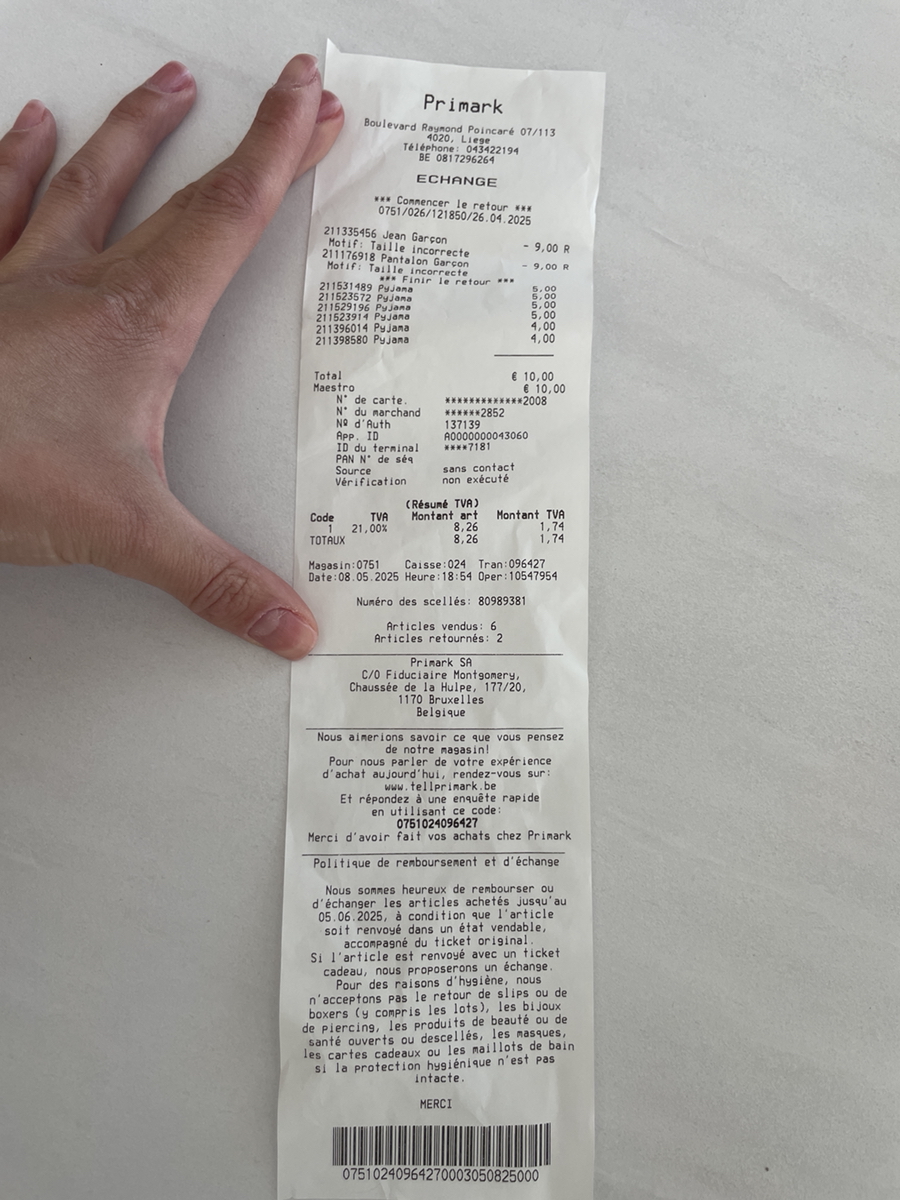 Primark
Boulevard Raymond Poincaré 07/113
4020, Liege
Téléphone: 043422194
BE 0817296264
ECHANGE
*** Commencer le retour ***
0751/026/121850/26.04.2025
211335456 Jean Garçon - 9,00 R
Motif: Taille incorrecte
211176918 Pantalon Garçon - 9,00 R
Motif: Taille incorrecte
*** Finir le retour ***
211531489 Pyjama 5,00
211523572 Pyjama 5,00
211529196 Pyjama 5,00
211523914 Pyjama 5,00
211396014 Pyjama 4,00
211398580 Pyjama 4,00
Total € 10,00
Maestro € 10,00
N° de carte. *************2008
N° du marchand ******2852
Nº d'Auth 137139
App. ID A0000000043060
ID du terminal ****7181
PAN N° de séq
Source sans contact
Vérification non exécuté
(Résumé TVA)
Code TVA Montant art Montant TVA
1 21,00% 8,26 1,74
TOTAUX 8,26 1,74
Magasin:0751 Caisse:024 Tran:096427
Date:08.05.2025 Heure:18:54 Oper:10547954
Numéro des scellés: 80989381
Articles vendus: 6
Articles retournés: 2
Primark SA
C/O Fiduciaire Montgomery,
Chaussée de la Hulpe, 177/20,
1170 Bruxelles
Belgique
Nous aimerions savoir ce que vous pensez
de notre magasin!
Pour nous parler de votre expérience
d'achat aujourd'hui, rendez-vous sur:
www.tellprimark.be
Et répondez à une enquête rapide
en utilisant ce code:
0751024096427
Merci d'avoir fait vos achats chez Primark
Politique de remboursement et d'échange
Nous sommes heureux de rembourser ou
d'échanger les articles achetés jusqu'au
05.06.2025, à condition que l'article
soit renvoyé dans un état vendable,
accompagné du ticket original.
Si l'article est renvoyé avec un ticket
cadeau, nous proposerons un échange.
Pour des raisons d'hygiène, nous
n'acceptons pas le retour de slips ou de
boxers (y compris les lots), les bijoux
de piercing, les produits de beauté ou de
santé ouverts ou descellés, les masques,
les cartes cadeaux ou les maillots de bain
si la protection hygiénique n'est pas
intacte.
MERCI
07510240964270003050825000